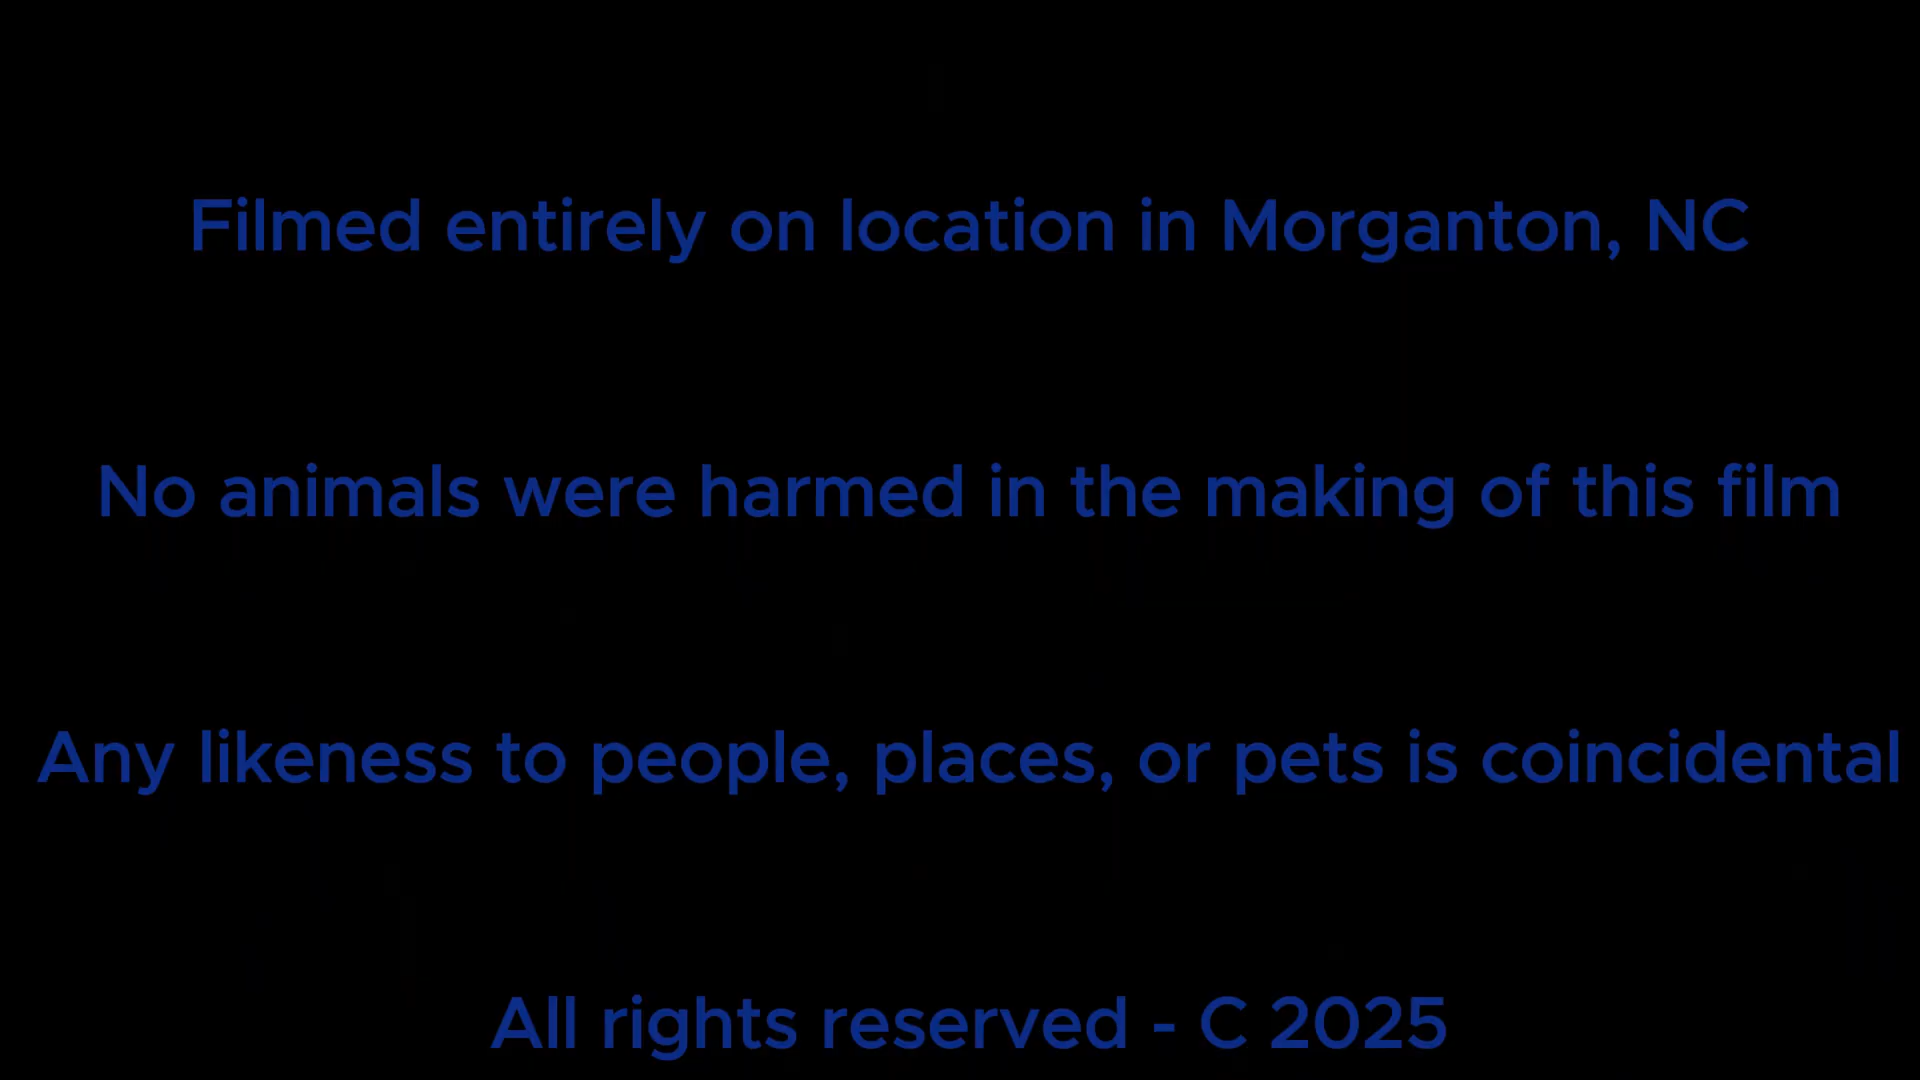 Filmed entirely on location in Morganton, NC
No animals were harmed in the making of this film
Any likeness to people, places, or pets is coincidental
All rights reserved - C 2025